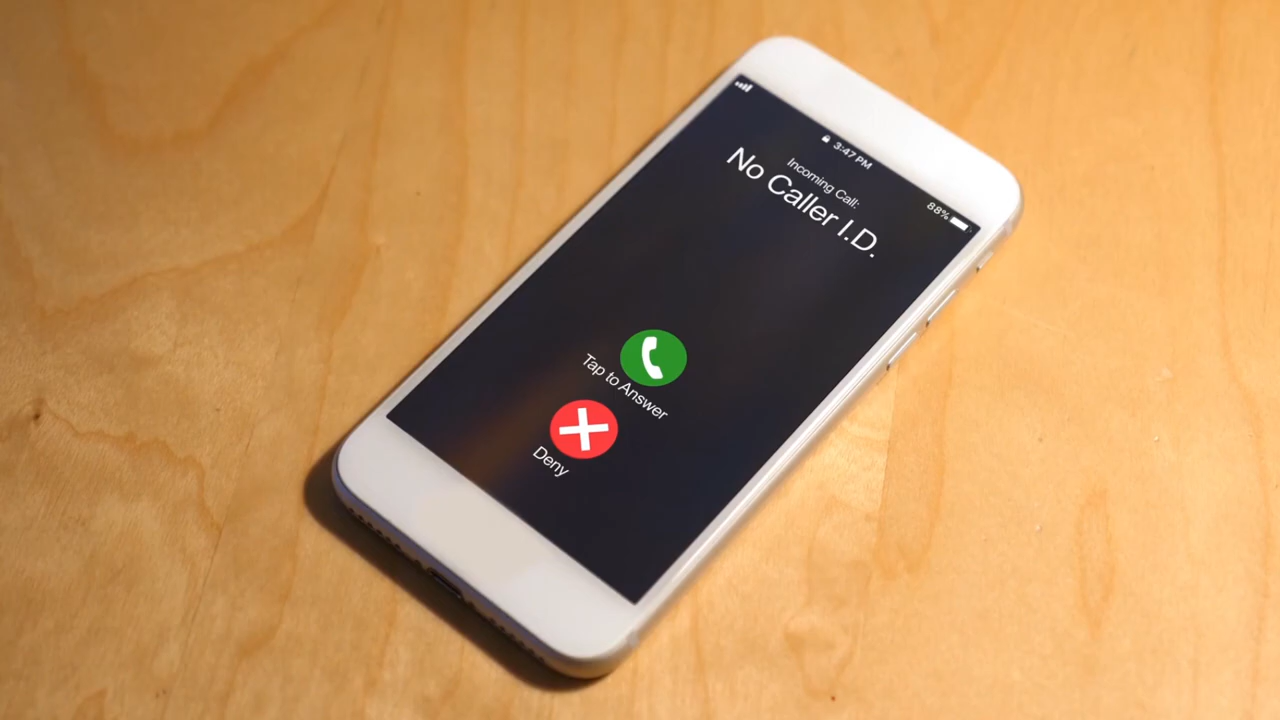 3:47 PM
88%
Incoming Call:
No Caller I.D.
Tap to Answer
Deny